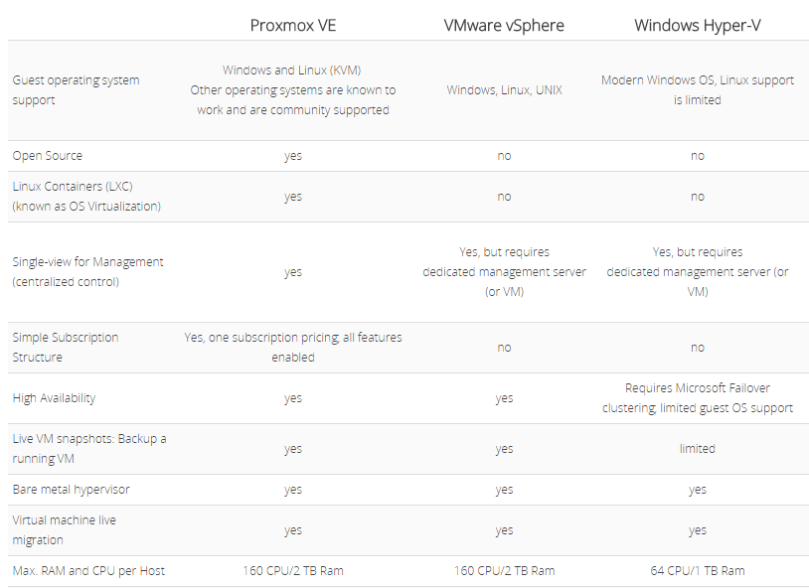 Proxmox VE VMware vSphere Windows Hyper-V
Guest operating system support
Windows and Linux (KVM)
Other operating systems are known to
work and are community supported
Windows, Linux, UNIX
Modern Windows OS, Linux support
is limited
Open Source yes no no
Linux Containers (LXC)
(known as OS Virtualization)
yes no no
Single-view for Management
(centralized control)
yes
Yes, but requires
dedicated management server
(or VM)
Yes, but requires
dedicated management server (or
VM)
Simple Subscription
Structure
Yes, one subscription pricing, all features
enabled
no no
High Availability yes yes
Requires Microsoft Failover
clustering, limited guest OS support
Live VM snapshots: Backup a
running VM
yes yes limited
Bare metal hypervisor yes yes yes
Virtual machine live
migration
yes yes yes
Max. RAM and CPU per Host 160 CPU/2 TB Ram 160 CPU/2 TB Ram 64 CPU/1 TB Ram